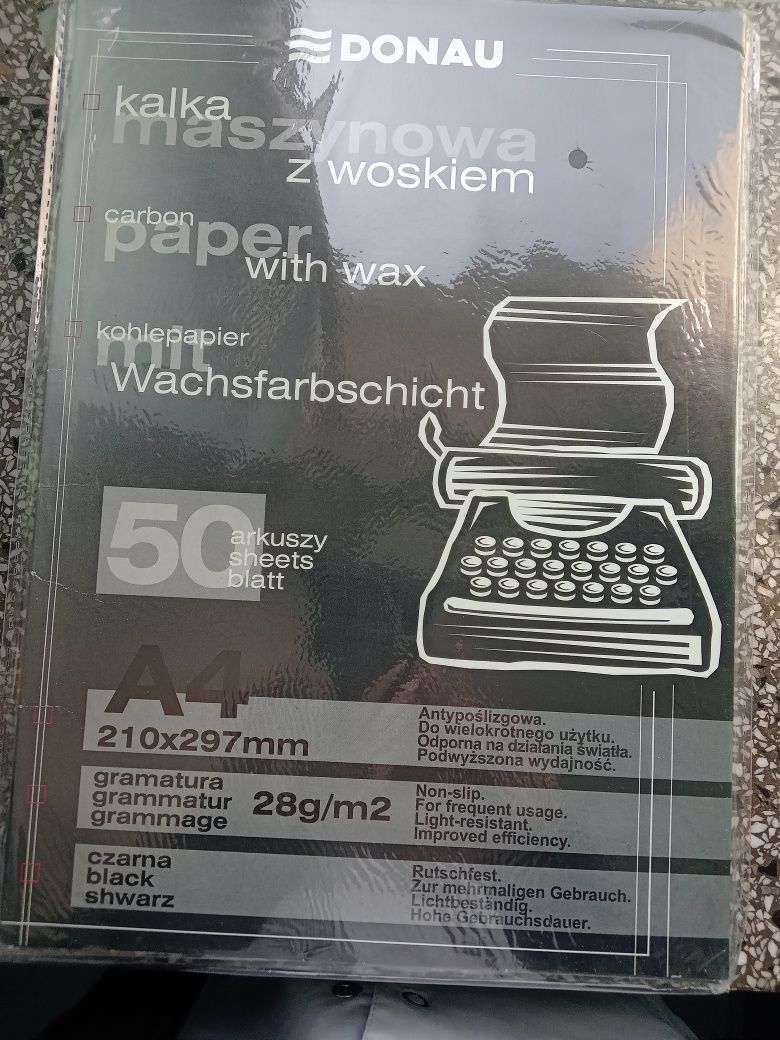 DONAU
kalka
maszynowa
z woskiem
carbon
paper
with wax
kohlepapier
mit
Wachsfarbschicht
50
arkuszy
sheets
blatt
A4
210x297mm
Antypoślizgowa.
Do wielokrotnego użytku.
Odporna na działania światła.
Podwyższona wydajność.
gramatura
grammatur
grammage
28g/m2
Non-slip.
For frequent usage.
Light-resistant.
Improved efficiency.
czarna
black
shwarz
Rutschfest.
Zur mehrmaligen Gebrauch.
Lichtbeständig.
Hohe Gebrauchsdauer.